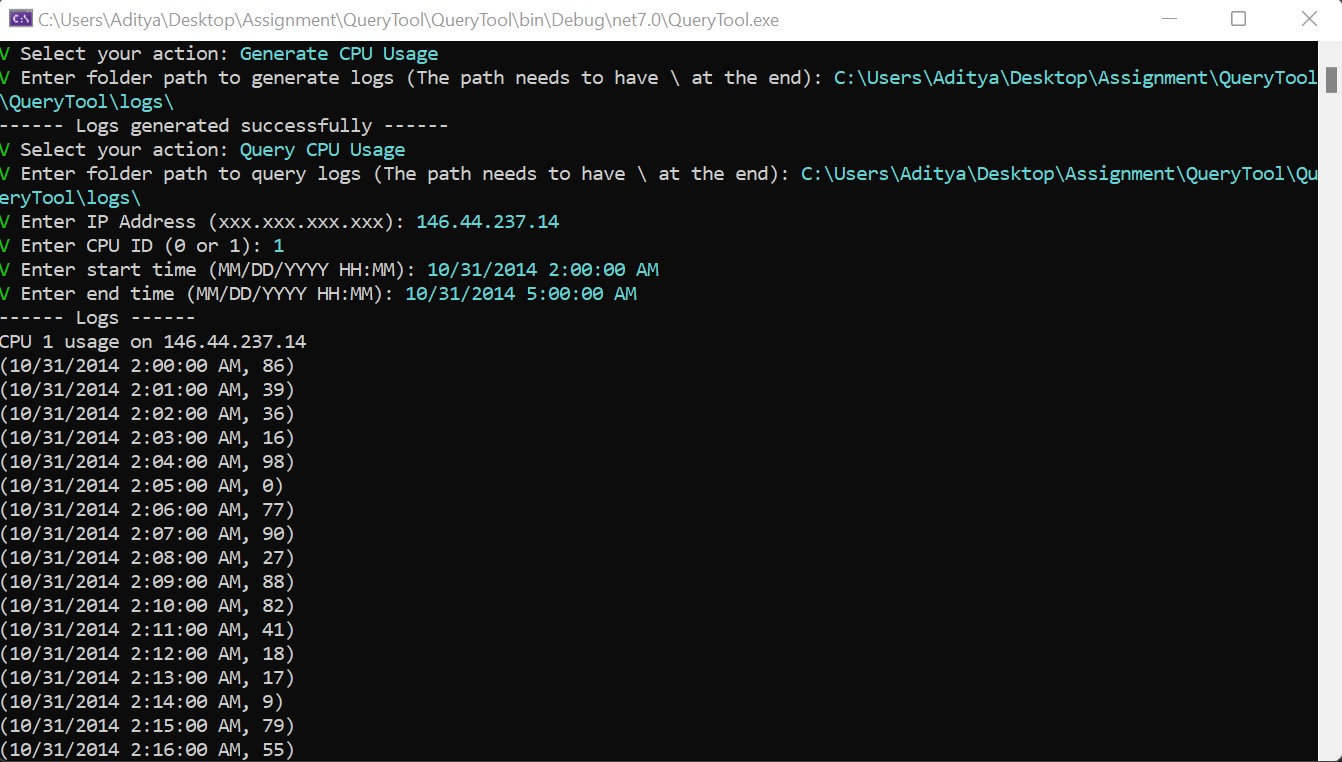 C:\Users\Aditya\Desktop\Assignment\QueryTool\QueryTool\bin\Debug\net7.0\QueryTool.exe
V Select your action: Generate CPU Usage
V Enter folder path to generate logs (The path needs to have \ at the end): C:\Users\Aditya\Desktop\Assignment\QueryTool
\QueryTool\logs\
------ Logs generated successfully ------
V Select your action: Query CPU Usage
V Enter folder path to query logs (The path needs to have \ at the end): C:\Users\Aditya\Desktop\Assignment\QueryTool\Qu
eryTool\logs\
V Enter IP Address (xxx.xxx.xxx.xxx): 146.44.237.14
V Enter CPU ID (0 or 1): 1
V Enter start time (MM/DD/YYYY HH:MM): 10/31/2014 2:00:00 AM
V Enter end time (MM/DD/YYYY HH:MM): 10/31/2014 5:00:00 AM
------ Logs ------
CPU 1 usage on 146.44.237.14
(10/31/2014 2:00:00 AM, 86)
(10/31/2014 2:01:00 AM, 39)
(10/31/2014 2:02:00 AM, 36)
(10/31/2014 2:03:00 AM, 16)
(10/31/2014 2:04:00 AM, 98)
(10/31/2014 2:05:00 AM, 0)
(10/31/2014 2:06:00 AM, 77)
(10/31/2014 2:07:00 AM, 90)
(10/31/2014 2:08:00 AM, 27)
(10/31/2014 2:09:00 AM, 88)
(10/31/2014 2:10:00 AM, 82)
(10/31/2014 2:11:00 AM, 41)
(10/31/2014 2:12:00 AM, 18)
(10/31/2014 2:13:00 AM, 17)
(10/31/2014 2:14:00 AM, 9)
(10/31/2014 2:15:00 AM, 79)
(10/31/2014 2:16:00 AM, 55)